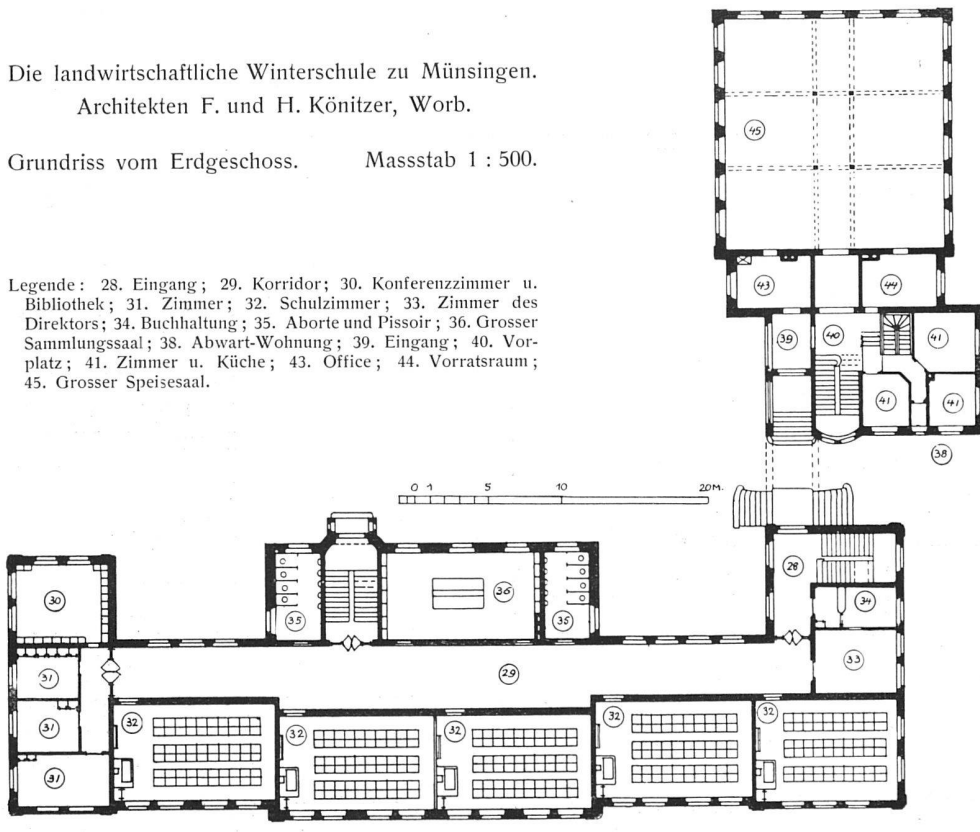 Die landwirtschaftliche Winterschule zu Münsingen.
Architekten F. und H. Könitzer, Worb.
Grundriss vom Erdgeschoss. Massstab 1 : 500.
Legende: 28. Eingang; 29. Korridor; 30. Konferenzzimmer u.
Bibliothek; 31. Zimmer; 32. Schulzimmer; 33. Zimmer des
Direktors; 34. Buchhaltung; 35. Aborte und Pissoir; 36. Grosser
Sammlungssaal; 38. Abwart-Wohnung; 39. Eingang; 40. Vor-
platz; 41. Zimmer u. Küche; 43. Office; 44. Vorratsraum;
45. Grosser Speisesaal.
45
43
44
39
40
41
41
41
38
0 1 5 10 20M.
28
34
33
30
35
36
35
31
29
31
31
32
32
32
32
32